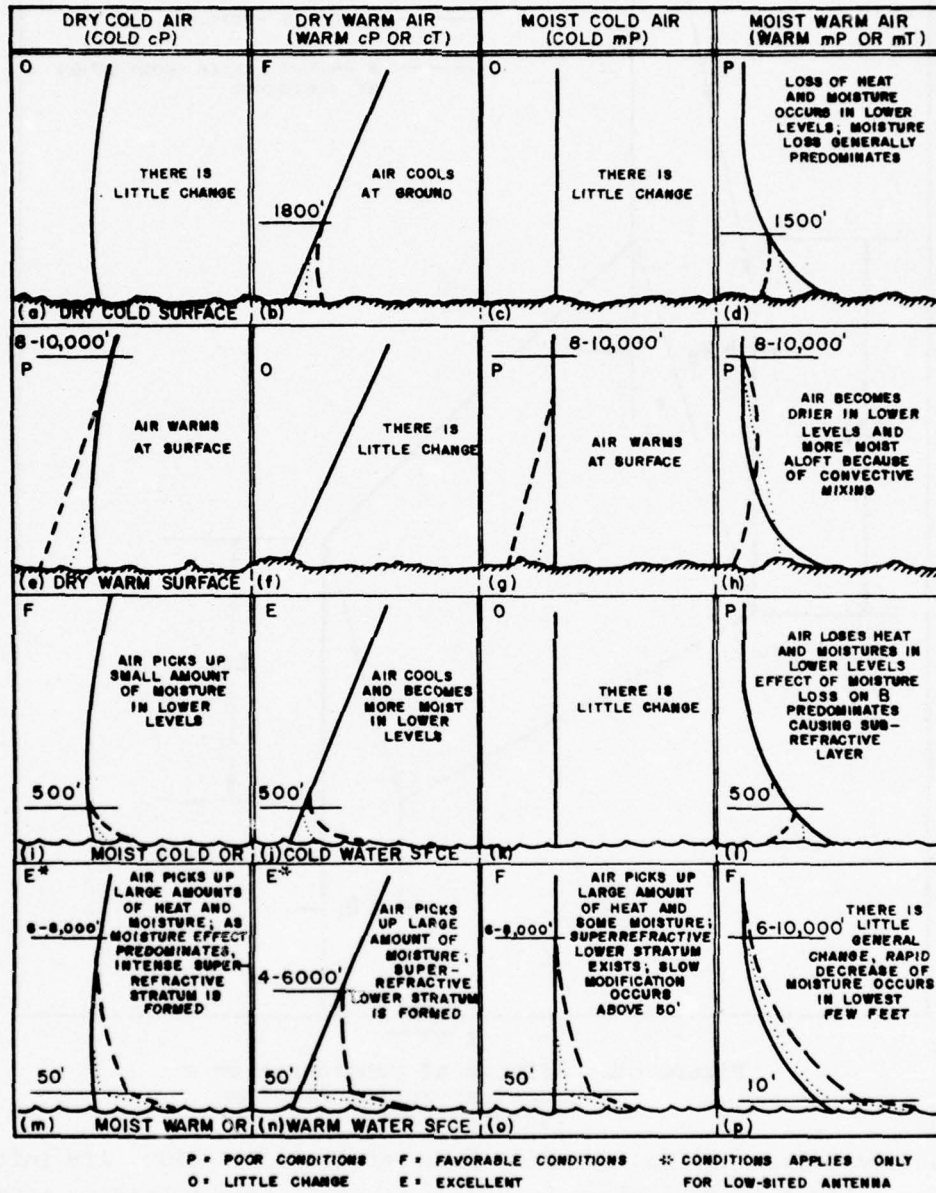 DRY COLD AIR
(COLD cP)
DRY WARM AIR
(WARM cP OR cT)
MOIST COLD AIR
(COLD mP)
MOIST WARM AIR
(WARM mP OR mT)
O
THERE IS
LITTLE CHANGE
(a) DRY COLD SURFACE
F
AIR COOLS
AT GROUND
1800'
(b)
O
THERE IS
LITTLE CHANGE
(c)
P
LOSS OF HEAT
AND MOISTURE
OCCURS IN LOWER
LEVELS; MOISTURE
LOSS GENERALLY
PREDOMINATES
1500'
(d)
8-10,000'
P
AIR WARMS
AT SURFACE
(e) DRY WARM SURFACE
O
THERE IS
LITTLE CHANGE
(f)
8-10,000'
P
AIR WARMS
AT SURFACE
(g)
8-10,000'
P
AIR BECOMES
DRIER IN LOWER
LEVELS AND
MORE MOIST
ALOFT BECAUSE
OF CONVECTIVE
MIXING
(h)
F
AIR PICKS UP
SMALL AMOUNT
OF MOISTURE
IN LOWER
LEVELS
500'
(i) MOIST COLD OR
E
AIR COOLS
AND BECOMES
MORE MOIST
IN LOWER
LEVELS
500'
(j) COLD WATER SFCE
O
THERE IS
LITTLE CHANGE
(k)
P
AIR LOSES HEAT
AND MOISTURES IN
LOWER LEVELS
EFFECT OF MOISTURE
LOSS ON B
PREDOMINATES
CAUSING SUB-
REFRACTIVE
LAYER
500'
(l)
E*
AIR PICKS UP
LARGE AMOUNTS
OF HEAT AND
MOISTURE; AS
6-8,000'
MOISTURE EFFECT
PREDOMINATES,
INTENSE SUPER-
REFRACTIVE
STRATUM IS
FORMED
50'
(m) MOIST WARM OR
E*
AIR PICKS
UP LARGE
AMOUNT OF
MOISTURE;
SUPER-
4-6000'
REFRACTIVE
LOWER STRATUM
IS FORMED
50'
(n) WARM WATER SFCE
F
AIR PICKS UP
LARGE AMOUNT
OF HEAT AND
SOME MOISTURE;
6-8,000'
SUPERREFRACTIVE
LOWER STRATUM
EXISTS; SLOW
MODIFICATION
OCCURS
ABOVE 50'
50'
(o)
F
6-10,000'
THERE IS
LITTLE
GENERAL
CHANGE, RAPID
DECREASE OF
MOISTURE OCCURS
IN LOWEST
FEW FEET
10'
(p)
P = POOR CONDITIONS F = FAVORABLE CONDITIONS * CONDITIONS APPLIES ONLY
O = LITTLE CHANGE E = EXCELLENT FOR LOW-SITED ANTENNA